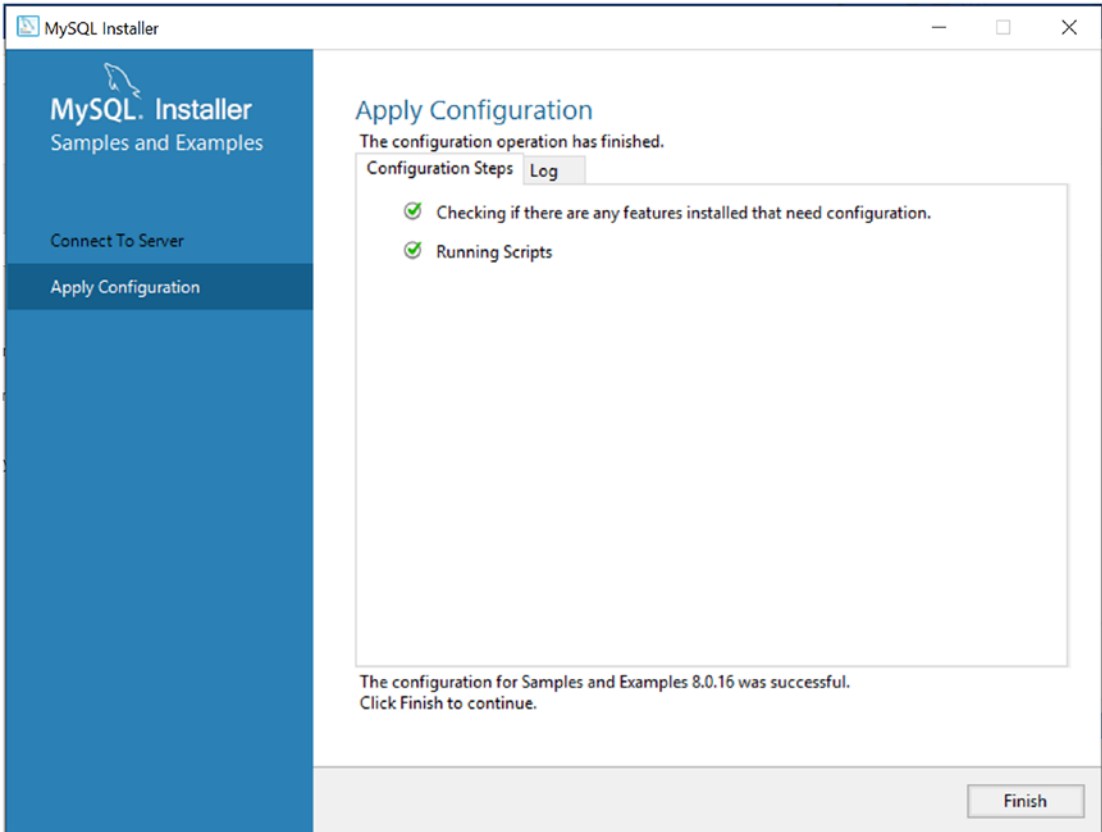 MySQL Installer
MySQL. Installer
Samples and Examples
Connect To Server
Apply Configuration
Apply Configuration
The configuration operation has finished.
Configuration Steps Log
Checking if there are any features installed that need configuration.
Running Scripts
The configuration for Samples and Examples 8.0.16 was successful.
Click Finish to continue.
Finish